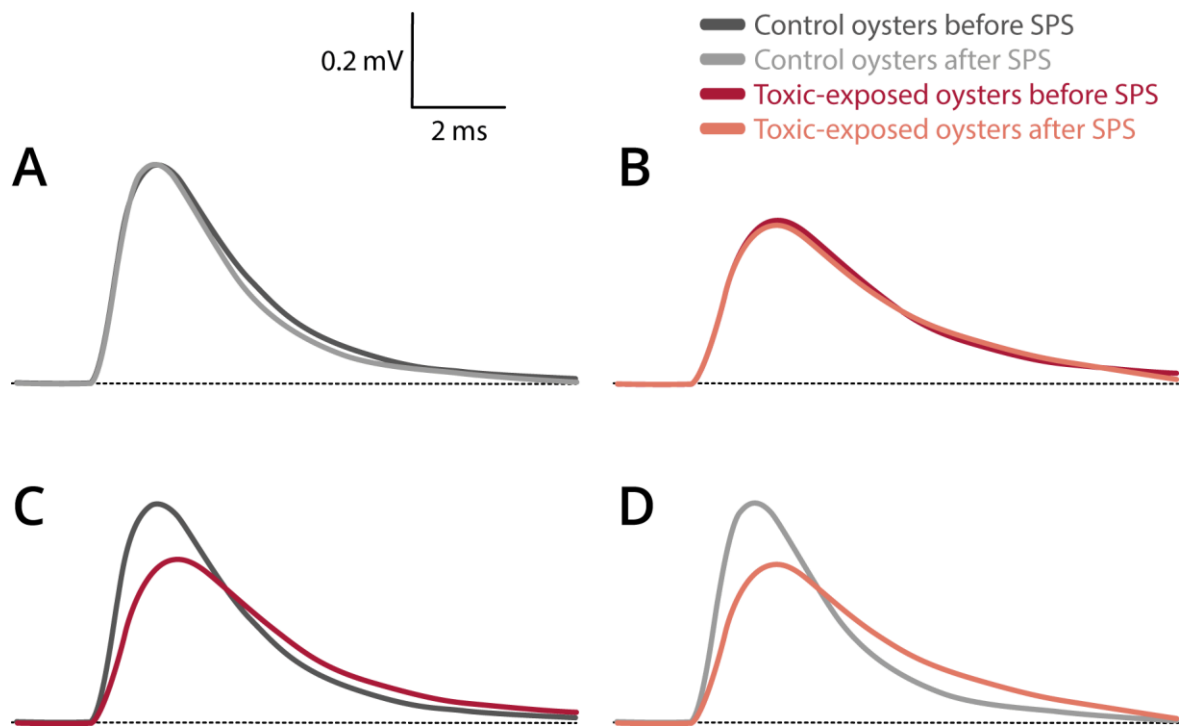 0.2 mV
2 ms
Control oysters before SPS
Control oysters after SPS
Toxic-exposed oysters before SPS
Toxic-exposed oysters after SPS
A
B
C
D